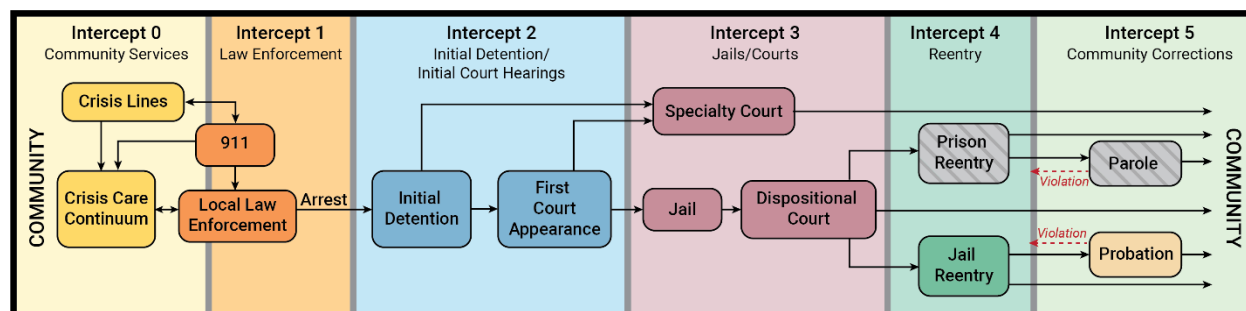 Intercept 0
Community Services
Intercept 1
Law Enforcement
Intercept 2
Initial Detention/
Initial Court Hearings
Intercept 3
Jails/Courts
Intercept 4
Reentry
Intercept 5
Community Corrections
COMMUNITY
Crisis Lines
911
Crisis Care
Continuum
Local Law
Enforcement
Arrest
Initial
Detention
First
Court
Appearance
Specialty Court
Jail
Dispositional
Court
Prison
Reentry
Violation
Parole
Jail
Reentry
Violation
Probation
COMMUNITY